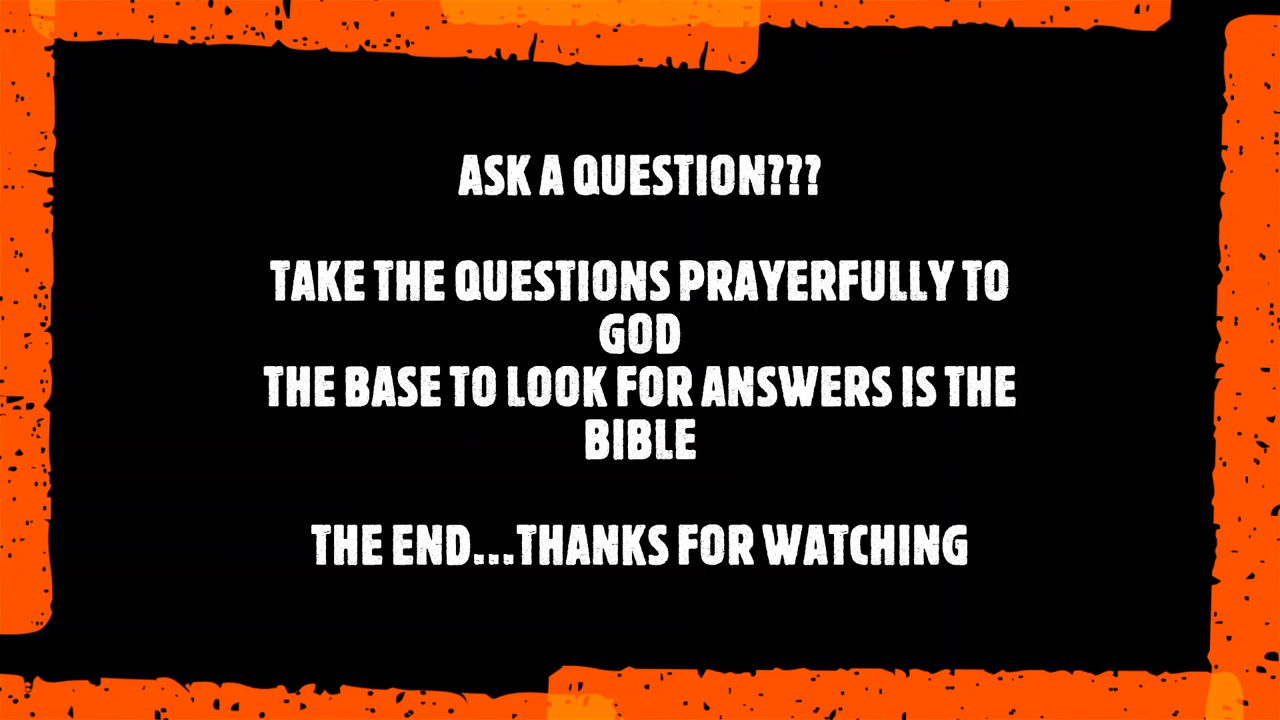 ASK A QUESTION???
TAKE THE QUESTIONS PRAYERFULLY TO
GOD
THE BASE TO LOOK FOR ANSWERS IS THE
BIBLE
THE END...THANKS FOR WATCHING